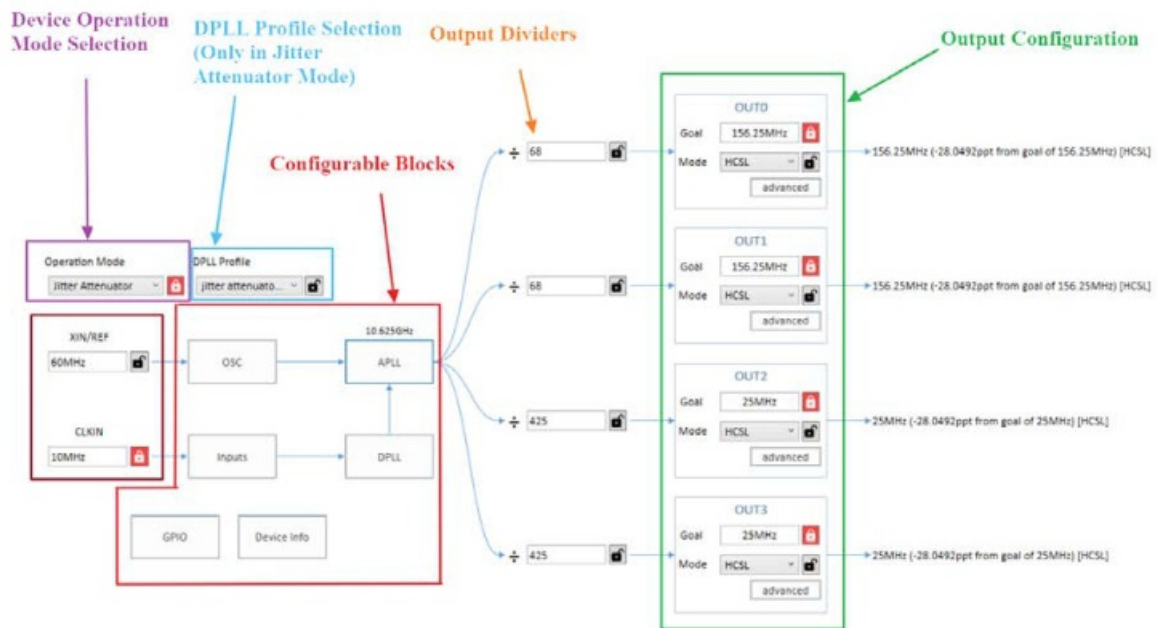 Device Operation
Mode Selection
DPLL Profile Selection
(Only in Jitter
Attenuator Mode)
Output Dividers
Output Configuration
Configurable Blocks
Operation Mode
Jitter Attenuator
DPLL Profile
jitter attenuato...
XIN/REF
60MHz
CLKIN
10MHz
OSC
10.625GHz
APLL
Inputs
DPLL
GPIO
Device Info
÷ 68
÷ 68
÷ 425
÷ 425
OUT0
Goal 156.25MHz
Mode HCSL
advanced
156.25MHz (-28.0492ppt from goal of 156.25MHz) [HCSL]
OUT1
Goal 156.25MHz
Mode HCSL
advanced
156.25MHz (-28.0492ppt from goal of 156.25MHz) [HCSL]
OUT2
Goal 25MHz
Mode HCSL
advanced
25MHz (-28.0492ppt from goal of 25MHz) [HCSL]
OUT3
Goal 25MHz
Mode HCSL
advanced
25MHz (-28.0492ppt from goal of 25MHz) [HCSL]